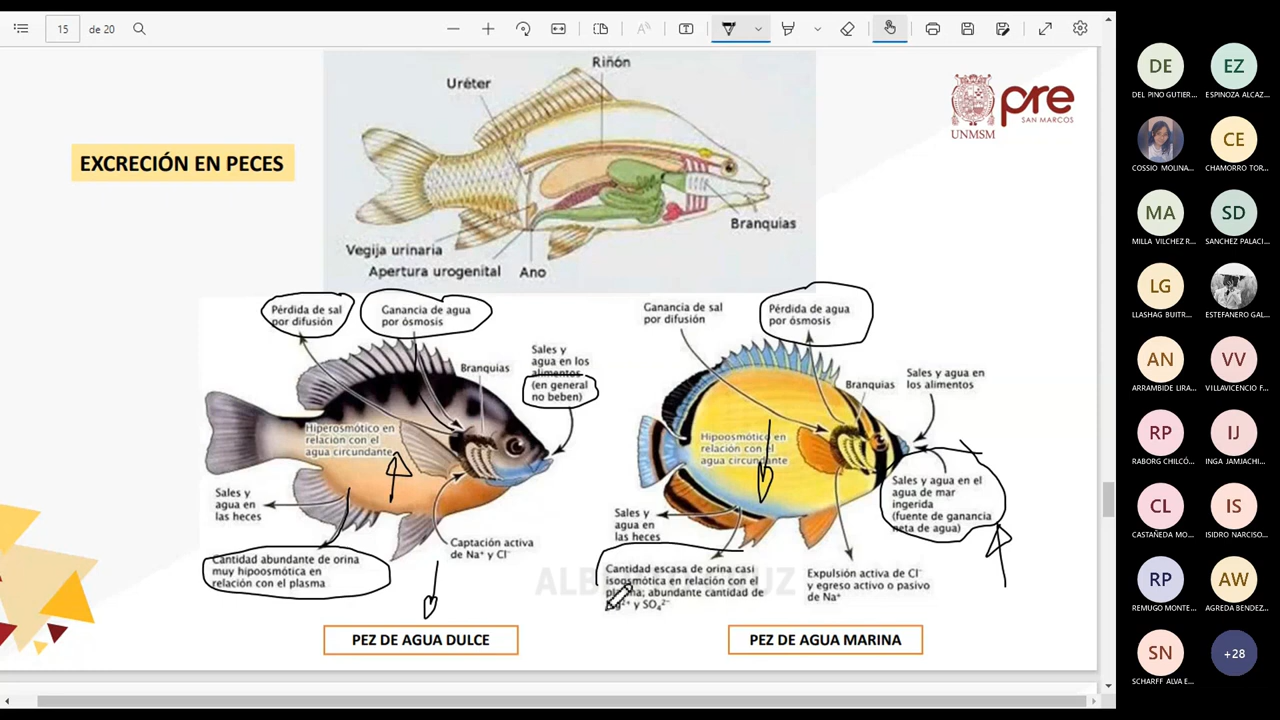 15
de 20
EXCRECIÓN EN PECES
Riñón
Uréter
Branquias
Vegija urinaria
Apertura urogenital
Ano
UNMSM
pre
SAN MARCOS
Pérdida de sal
por difusión
Ganancia de agua
por ósmosis
Sales y
agua en los
alimentos
(en general
no beben)
Branquias
Hiperosmótico en
relación con el
agua circundante
Sales y
agua en
las heces
Captación activa
de Na⁺ y Cl⁻
Cantidad abundante de orina
muy hipoosmótica en
relación con el plasma
PEZ DE AGUA DULCE
Ganancia de sal
por difusión
Pérdida de agua
por ósmosis
Branquias
Sales y agua en
los alimentos
Hipoosmótico en
relación con el
agua circundante
Sales y agua en el
agua de mar
ingerida
(fuente de ganancia
neta de agua)
Sales y
agua en
las heces
Cantidad escasa de orina casi
isoosmótica en relación con el
abundante cantidad de
y SO₄²⁻
Expulsión activa de Cl⁻
y egreso activo o pasivo
de Na⁺
PEZ DE AGUA MARINA
DE
DEL PINO GUTIER...
EZ
ESPINOZA ALCAZ...
COSSIO MOLINA...
CE
CHAMORRO TOR...
MA
MILLA VILCHEZ R...
SD
SANCHEZ PALACI...
LG
LLASHAG BUITR...
ESTEFANERO GAL...
AN
ARRAMBIDE LIRA...
VV
VILLAVICENCIO F...
RP
RABORG CHILCÓ...
IJ
INGA JAMJACHI...
CL
CASTAÑEDA MO...
IS
ISIDRO NARCISO...
RP
REMUGO MONTE...
AW
AGREDA BENDEZ...
SN
SCHARFF ALVA E...
+28